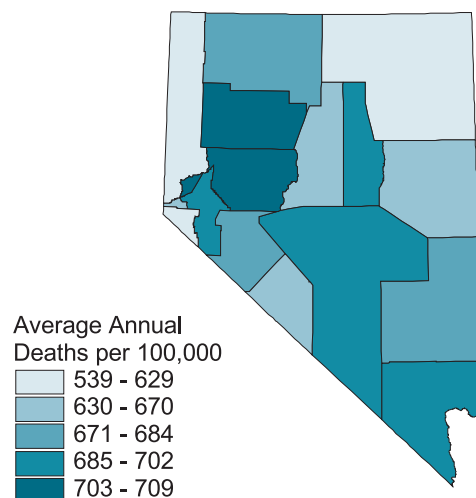 Average Annual
Deaths per 100,000
539 - 629
630 - 670
671 - 684
685 - 702
703 - 709